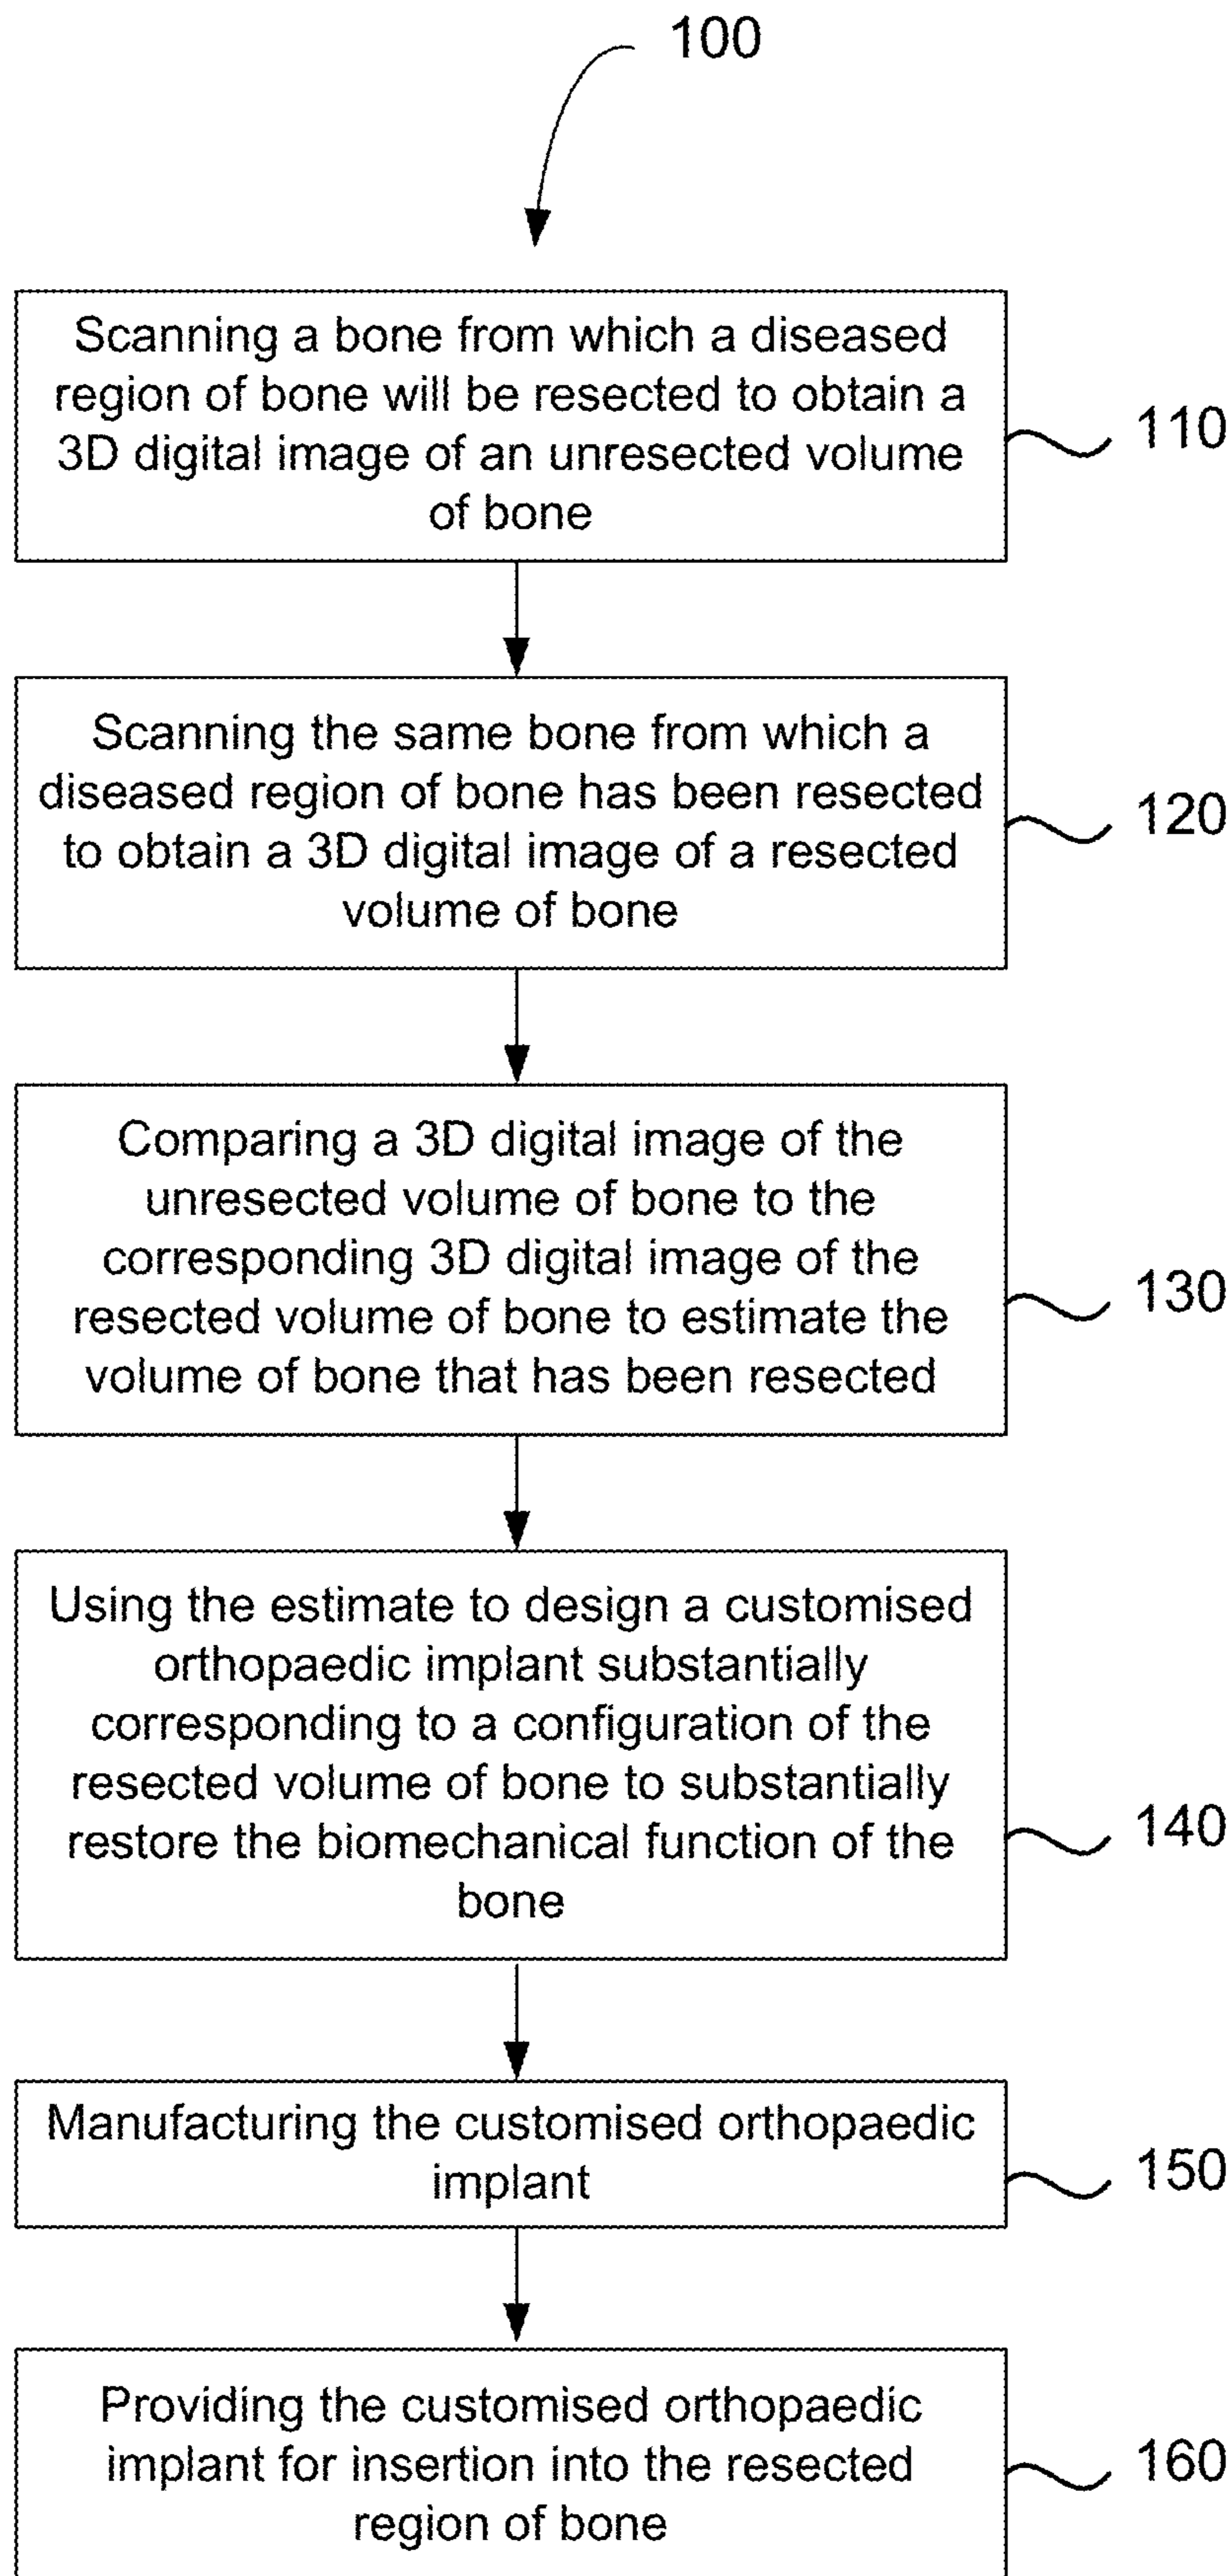 100
Scanning a bone from which a diseased
region of bone will be resected to obtain a
3D digital image of an unresected volume
of bone
110
Scanning the same bone from which a
diseased region of bone has been resected
to obtain a 3D digital image of a resected
volume of bone
120
Comparing a 3D digital image of the
unresected volume of bone to the
corresponding 3D digital image of the
resected volume of bone to estimate the
volume of bone that has been resected
130
Using the estimate to design a customised
orthopaedic implant substantially
corresponding to a configuration of the
resected volume of bone to substantially
restore the biomechanical function of the
bone
140
Manufacturing the customised orthopaedic
implant
150
Providing the customised orthopaedic
implant for insertion into the resected
region of bone
160